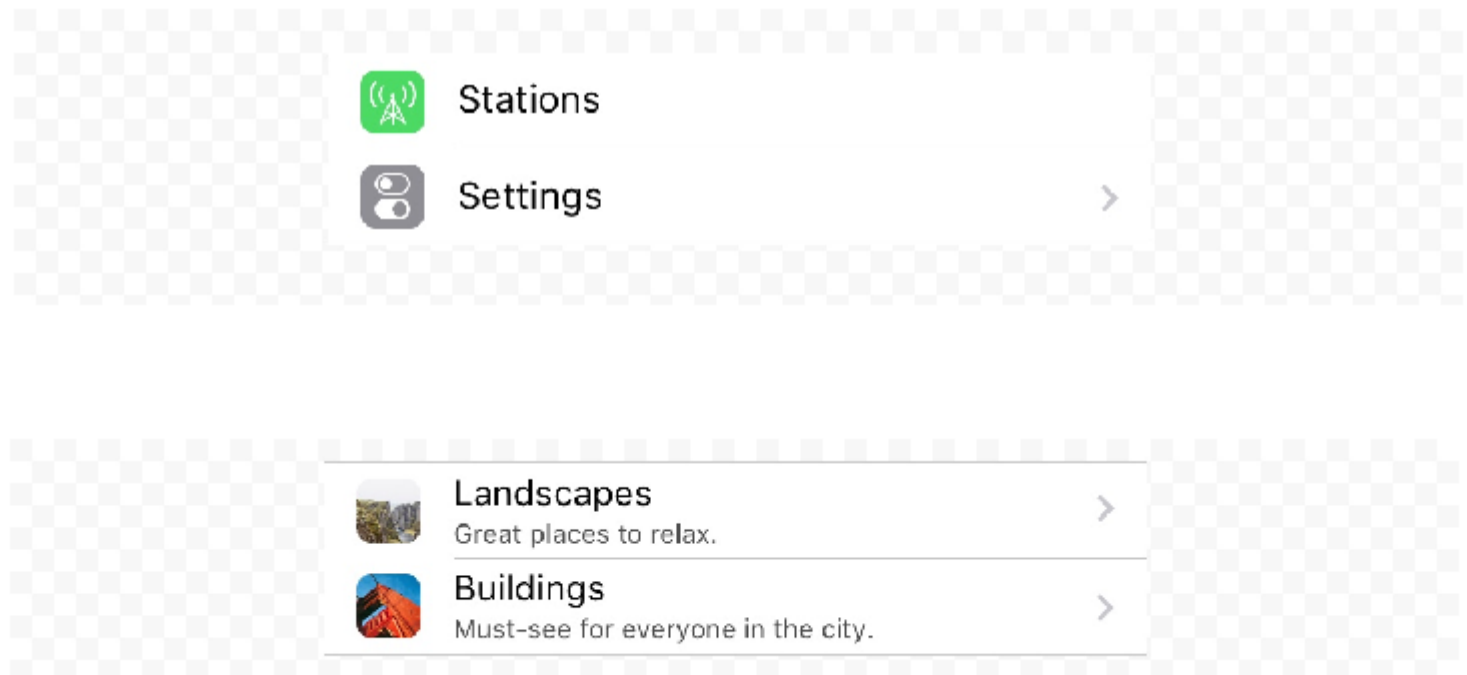 Stations
Settings
Landscapes
Great places to relax.
Buildings
Must-see for everyone in the city.